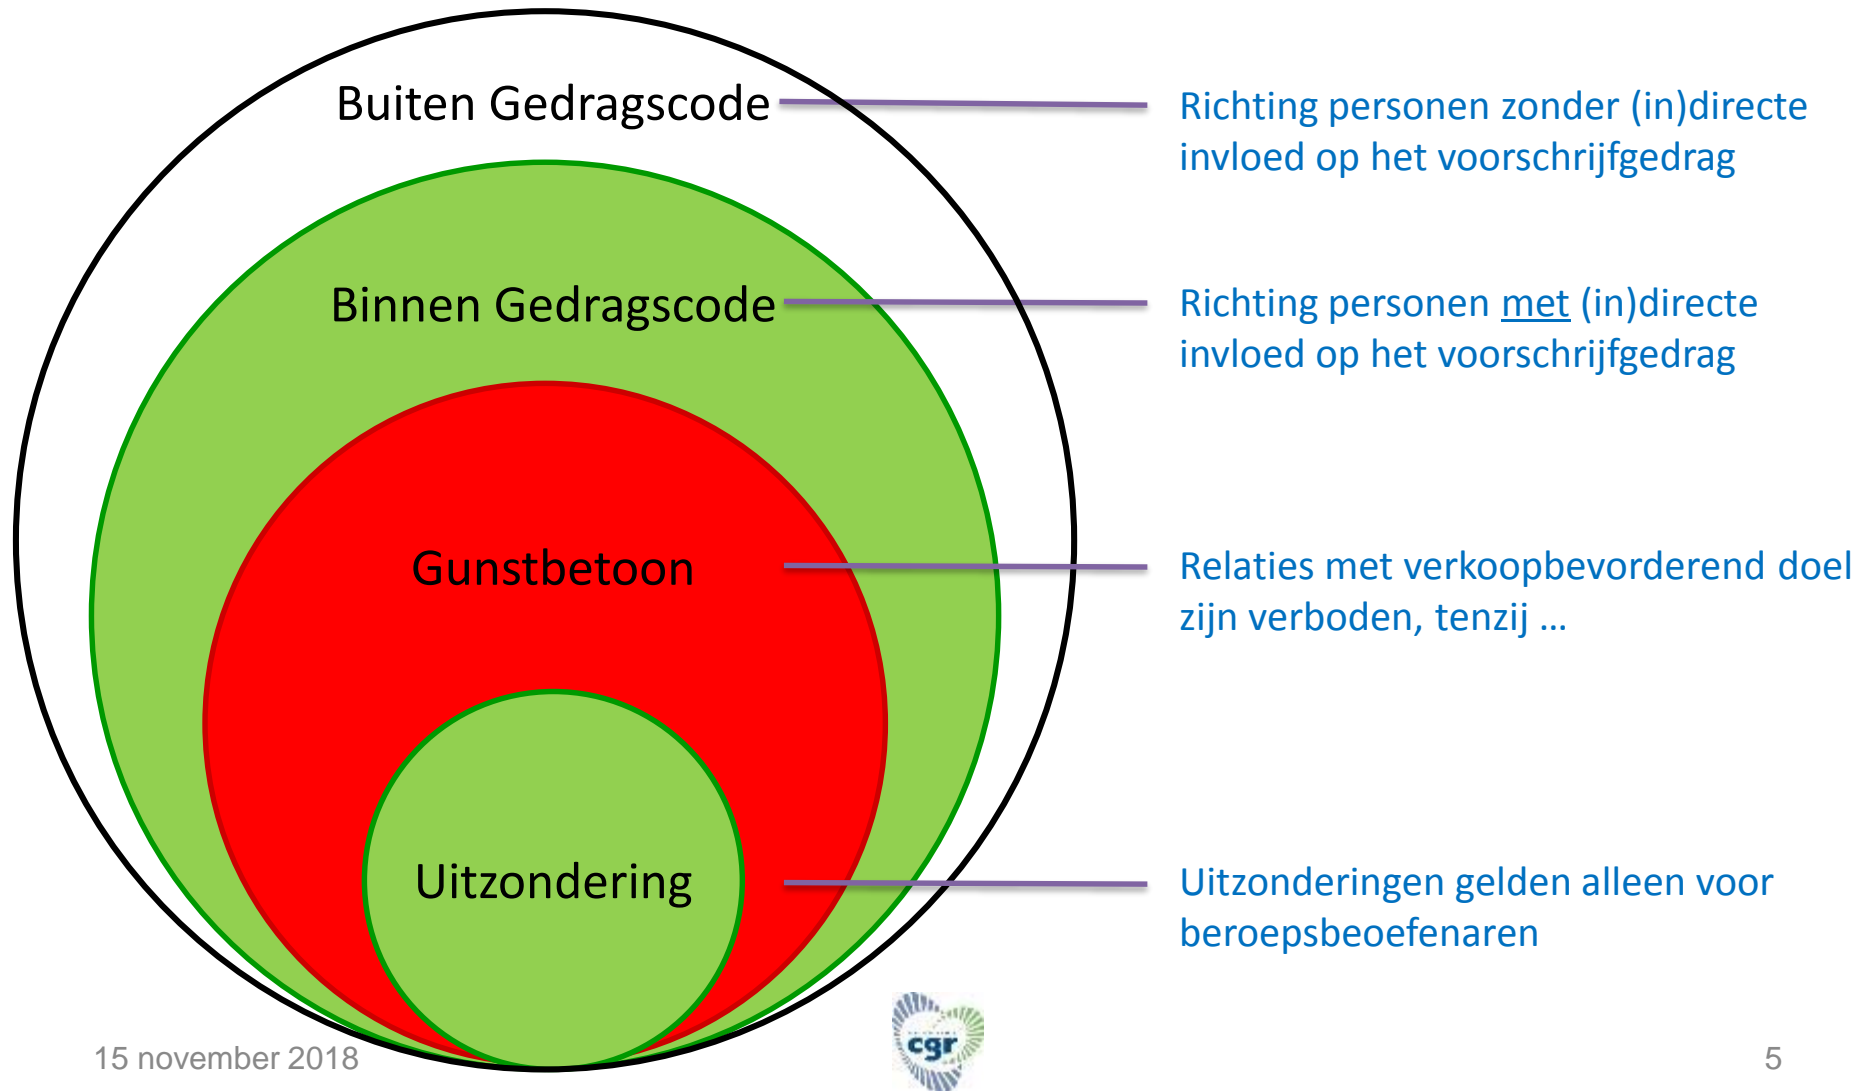 Buiten Gedragscode
Richting personen zonder (in)directe
invloed op het voorschrijfgedrag
Binnen Gedragscode
Richting personen met (in)directe
invloed op het voorschrijfgedrag
Gunstbetoon
Relaties met verkoopbevorderend doel
zijn verboden, tenzij …
Uitzondering
Uitzonderingen gelden alleen voor
beroepsbeoefenaren
15 november 2018
cgr
5